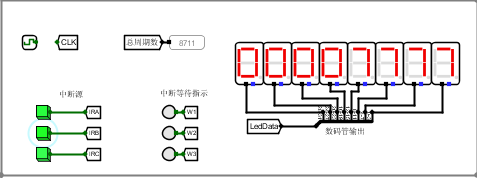 CLK
总周期数
8711
中断源
中断等待指示
IRA
W1
IRB
W2
IRC
W3
LedData
数码管输出